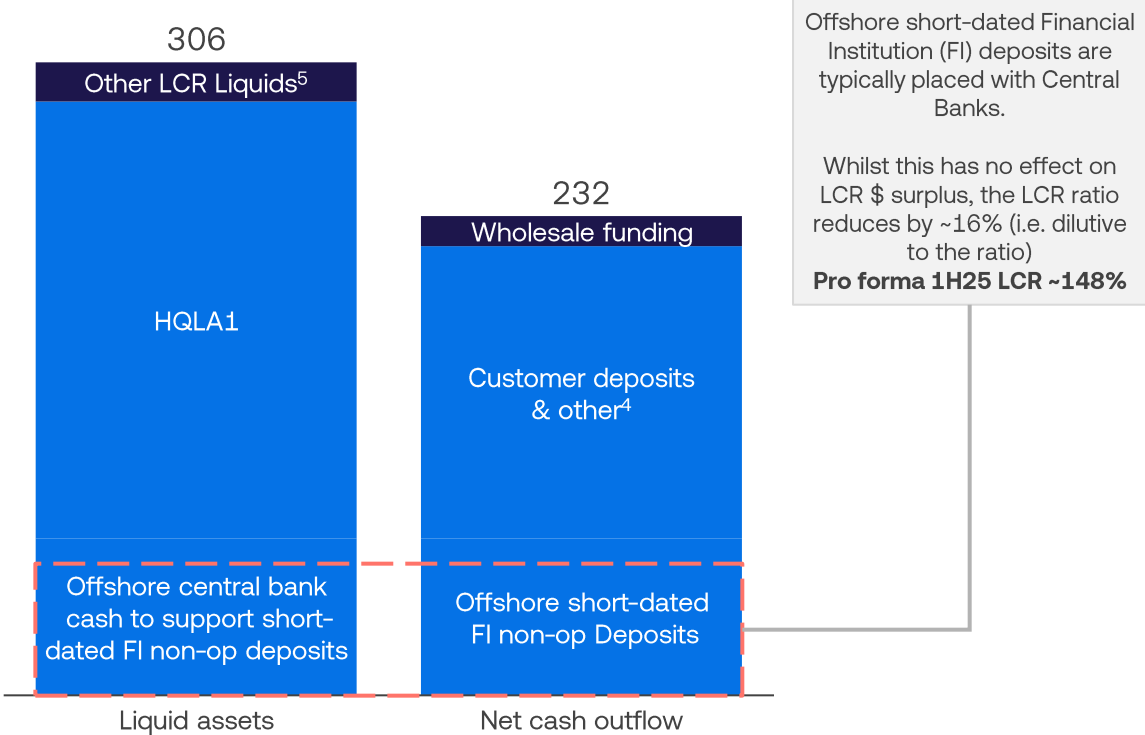 306
Other LCR Liquids⁵
HQLA1
Offshore central bank
cash to support short-
dated FI non-op deposits
Liquid assets
232
Wholesale funding
Customer deposits
& other⁴
Offshore short-dated
FI non-op Deposits
Net cash outflow
Offshore short-dated Financial
Institution (FI) deposits are
typically placed with Central
Banks.
Whilst this has no effect on
LCR $ surplus, the LCR ratio
reduces by ~16% (i.e. dilutive
to the ratio)
Pro forma 1H25 LCR ~148%